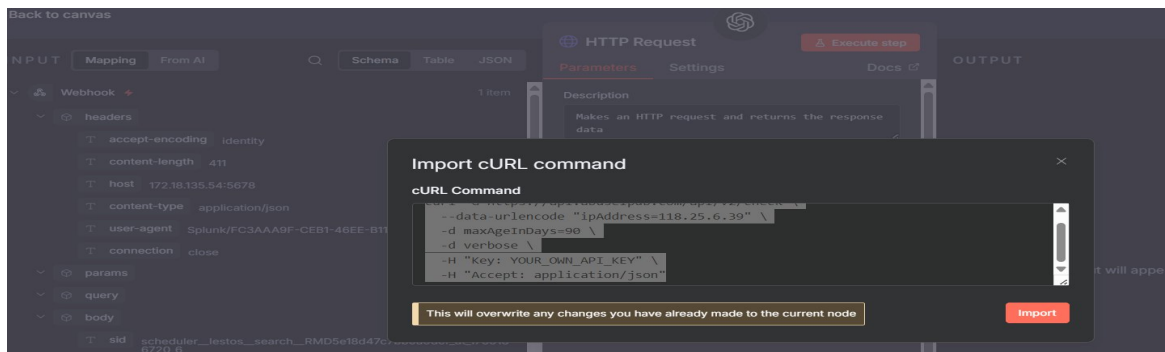 Back to canvas
INPUT Mapping From AI Schema Table JSON
HTTP Request Execute step
Parameters Settings Docs
OUTPUT
Webhook 1 item
Description
Makes an HTTP request and returns the response
data
headers
T accept-encoding identity
T content-length 411
T host 172.18.135.54:5678
T content-type application/json
T user-agent Splunk/FC3AAA9F-CEB1-46EE-B11
T connection close
params
query
body
T sid
Import cURL command
cURL Command
--data-urlencode "ipAddress=118.25.6.39" \
-d maxAgeInDays=90 \
-d verbose \
-H "Key: YOUR_OWN_API_KEY" \
-H "Accept: application/json"
t will appe
This will overwrite any changes you have already made to the current node
Import